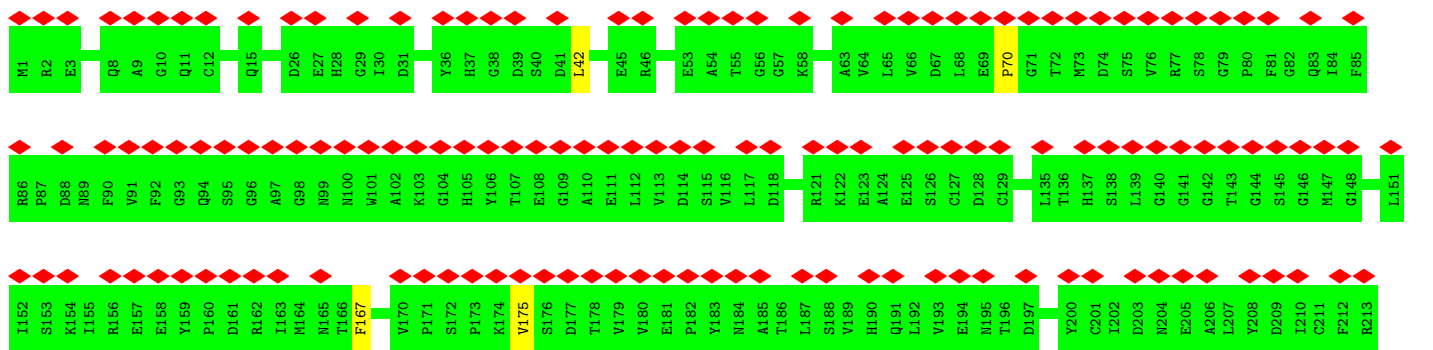 M1 R2 E3 Q8 A9 G10 Q11 C12 Q15 D26 E27 H28 G29 I30 D31 Y36 H37 G38 D39 S40 D41 L42 E45 R46 E53 A54 T55 G56 G57 K58 A63 V64 L65 V66 D67 L68 E69 P70 G71 T72 M73 D74 S75 V76 R77 S78 G79 P80 F81 G82 Q83 I84 F85
R86 P87 D88 N89 F90 V91 F92 G93 Q94 S95 G96 A97 G98 N99 N100 W101 A102 K103 G104 H105 Y106 T107 E108 G109 A110 E111 L112 V113 D114 S115 V116 L117 D118 R121 K122 E123 A124 E125 S126 C127 D128 C129 L135 T136 H137 S138 L139 G140 G141 G142 T143 G144 S145 G146 M147 G148 L151
I152 S153 K154 I155 R156 E157 E158 Y159 P160 D161 R162 I163 M164 N165 T166 F167 V170 P171 S172 P173 K174 V175 S176 D177 T178 V179 V180 E181 P182 Y183 N184 A185 T186 L187 S188 V189 H190 Q191 L192 V193 E194 N195 T196 D197 Y200 C201 I202 D203 N204 E205 A206 L207 Y208 D209 I210 C211 F212 R213